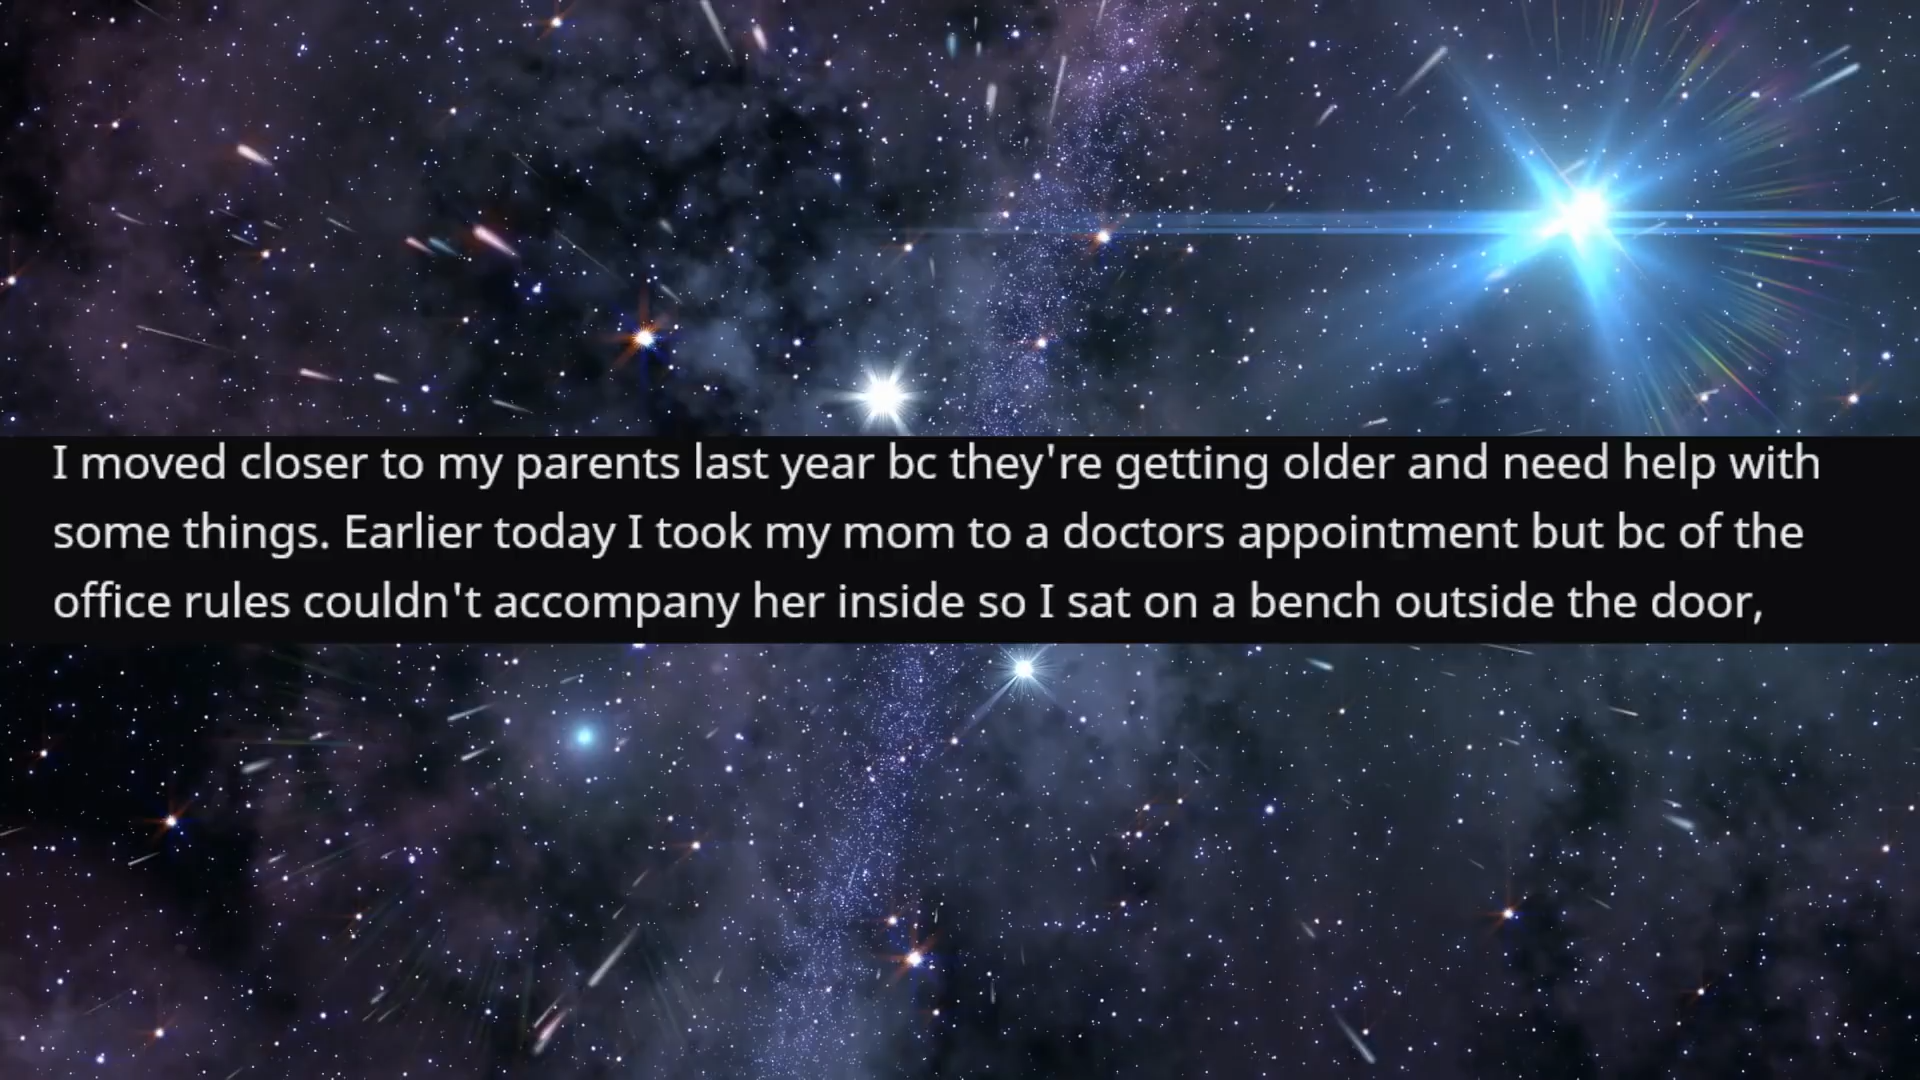 I moved closer to my parents last year bc they're getting older and need help with
some things. Earlier today I took my mom to a doctors appointment but bc of the
office rules couldn't accompany her inside so I sat on a bench outside the door,